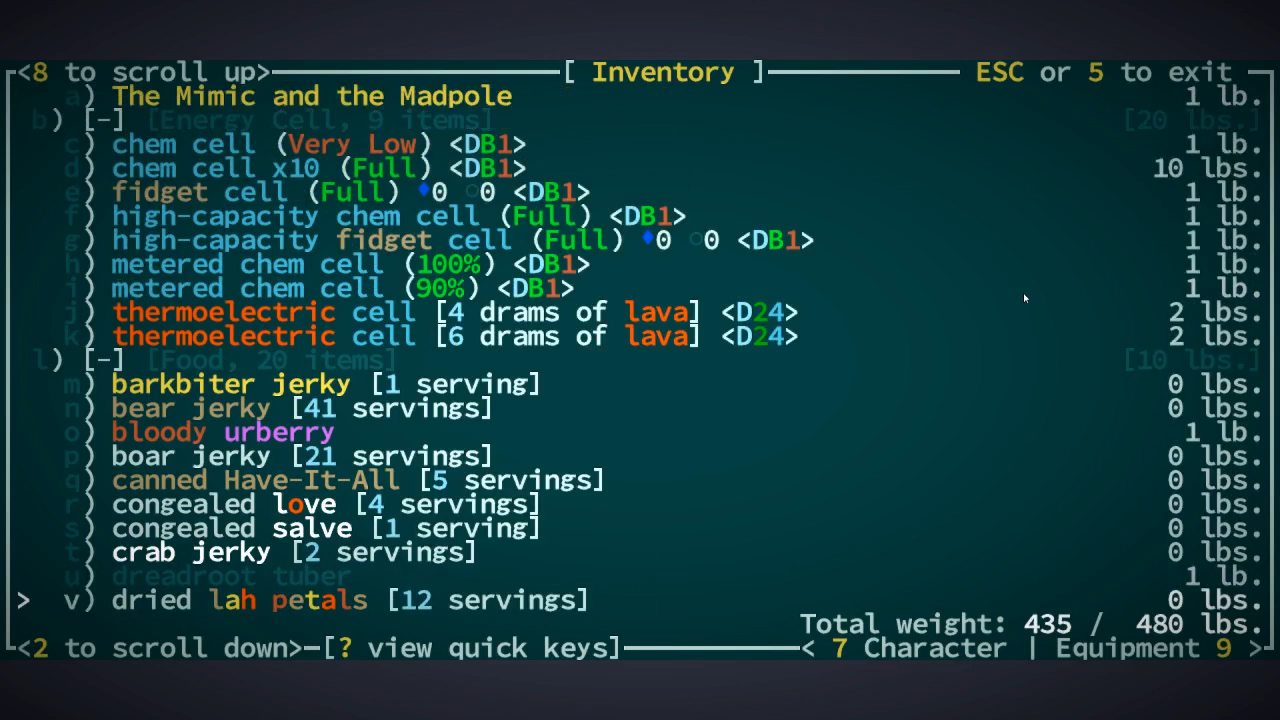 <8 to scroll up> [ Inventory ] ESC or 5 to exit
a) The Mimic and the Madpole 1 lb.
b) [-] [Energy Cell, 9 items] [20 lbs.]
c) chem cell (Very Low) <DB1> 1 lb.
d) chem cell x10 (Full) <DB1> 10 lbs.
e) fidget cell (Full) ♦0 ○0 <DB1> 1 lb.
f) high-capacity chem cell (Full) <DB1> 1 lb.
g) high-capacity fidget cell (Full) ♦0 ○0 <DB1> 1 lb.
h) metered chem cell (100%) <DB1> 1 lb.
i) metered chem cell (90%) <DB1> 1 lb.
j) thermoelectric cell [4 drams of lava] <D24> 2 lbs.
k) thermoelectric cell [6 drams of lava] <D24> 2 lbs.
l) [-] [Food, 20 items] [10 lbs.]
m) barkbiter jerky [1 serving] 0 lbs.
n) bear jerky [41 servings] 0 lbs.
o) bloody urberry 1 lb.
p) boar jerky [21 servings] 0 lbs.
q) canned Have-It-All [5 servings] 0 lbs.
r) congealed love [4 servings] 0 lbs.
s) congealed salve [1 serving] 0 lbs.
t) crab jerky [2 servings] 0 lbs.
u) dreadroot tuber 1 lb.
> v) dried lah petals [12 servings] 0 lbs.
Total weight: 435 / 480 lbs.
<2 to scroll down> [? view quick keys] < 7 Character | Equipment 9 >